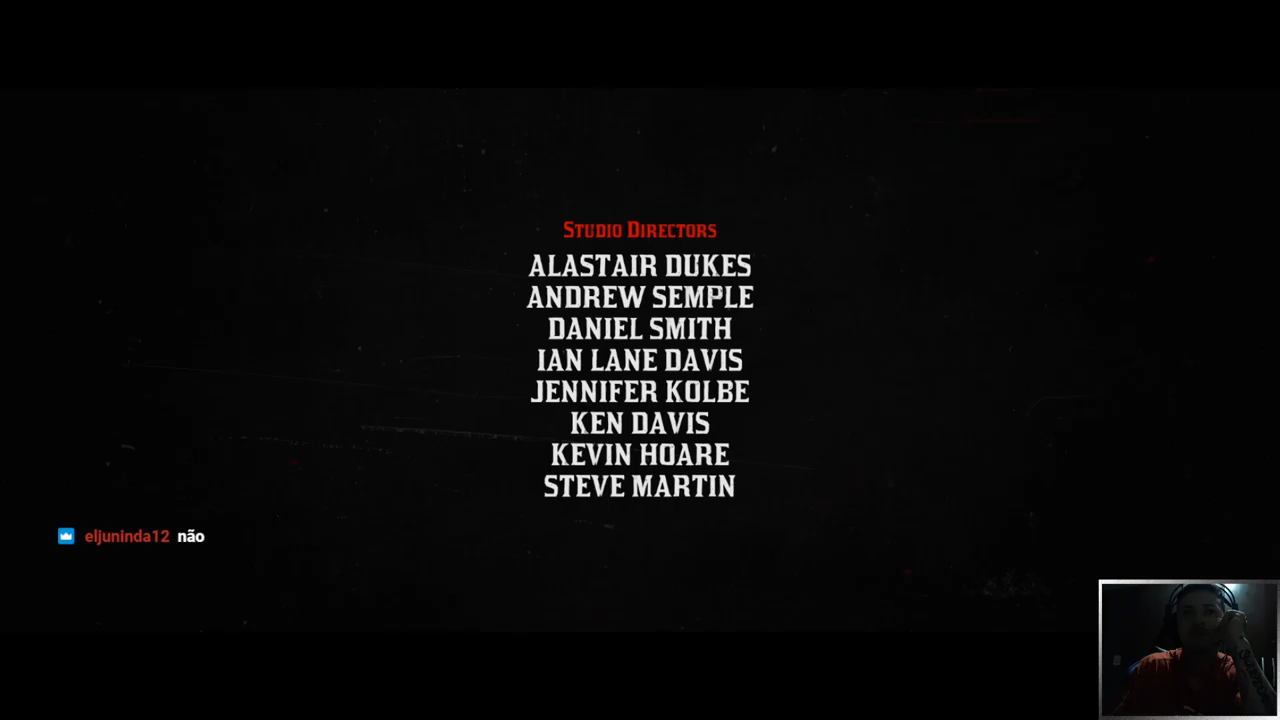 Studio Directors
ALASTAIR DUKES
ANDREW SEMPLE
DANIEL SMITH
IAN LANE DAVIS
JENNIFER KOLBE
KEN DAVIS
KEVIN HOARE
STEVE MARTIN
eljuninda12 não